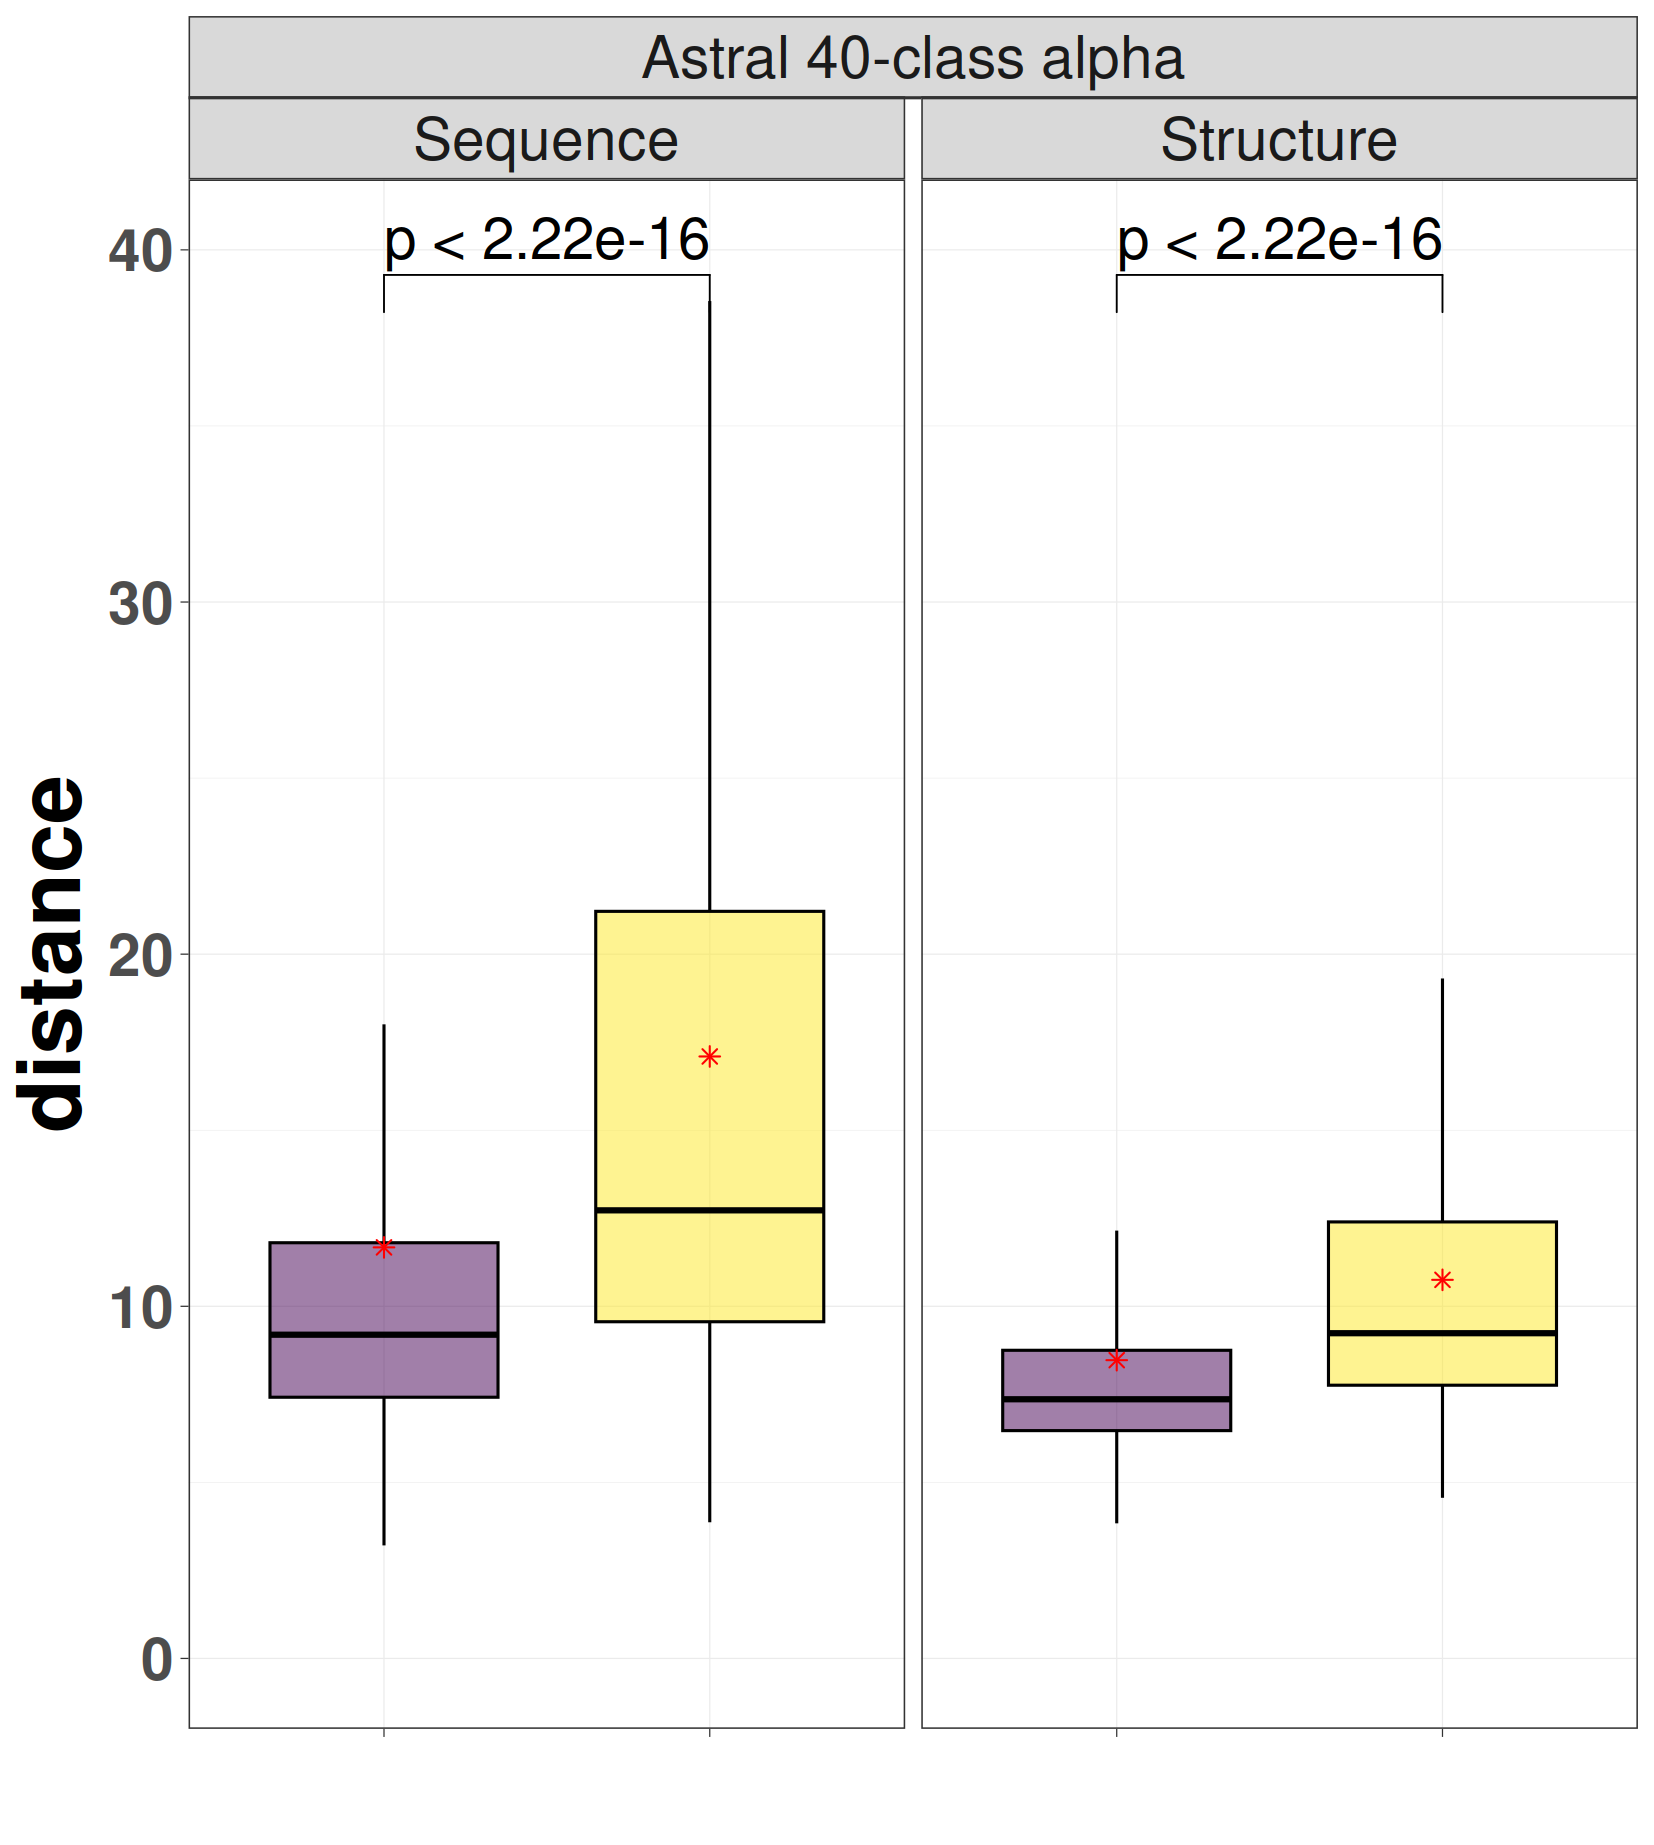 Astral 40-class alpha
Sequence
Structure
p < 2.22e-16
p < 2.22e-16
40
30
20
10
0
distance